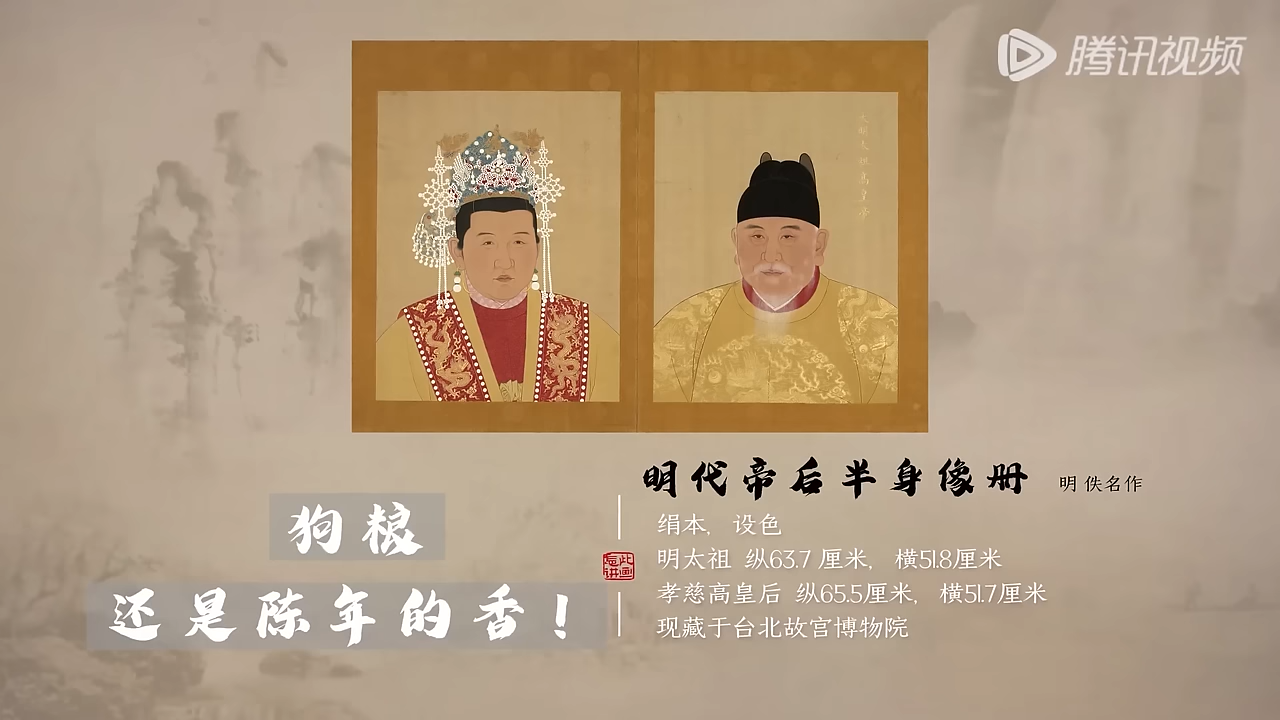 腾讯视频
大明太祖高皇帝
明代帝后半身像册 明 佚名作
绢本, 设色
明太祖 纵63.7 厘米, 横51.8厘米
孝慈高皇后 纵65.5厘米, 横51.7厘米
现藏于台北故宫博物院
狗粮
还是陈年的香!